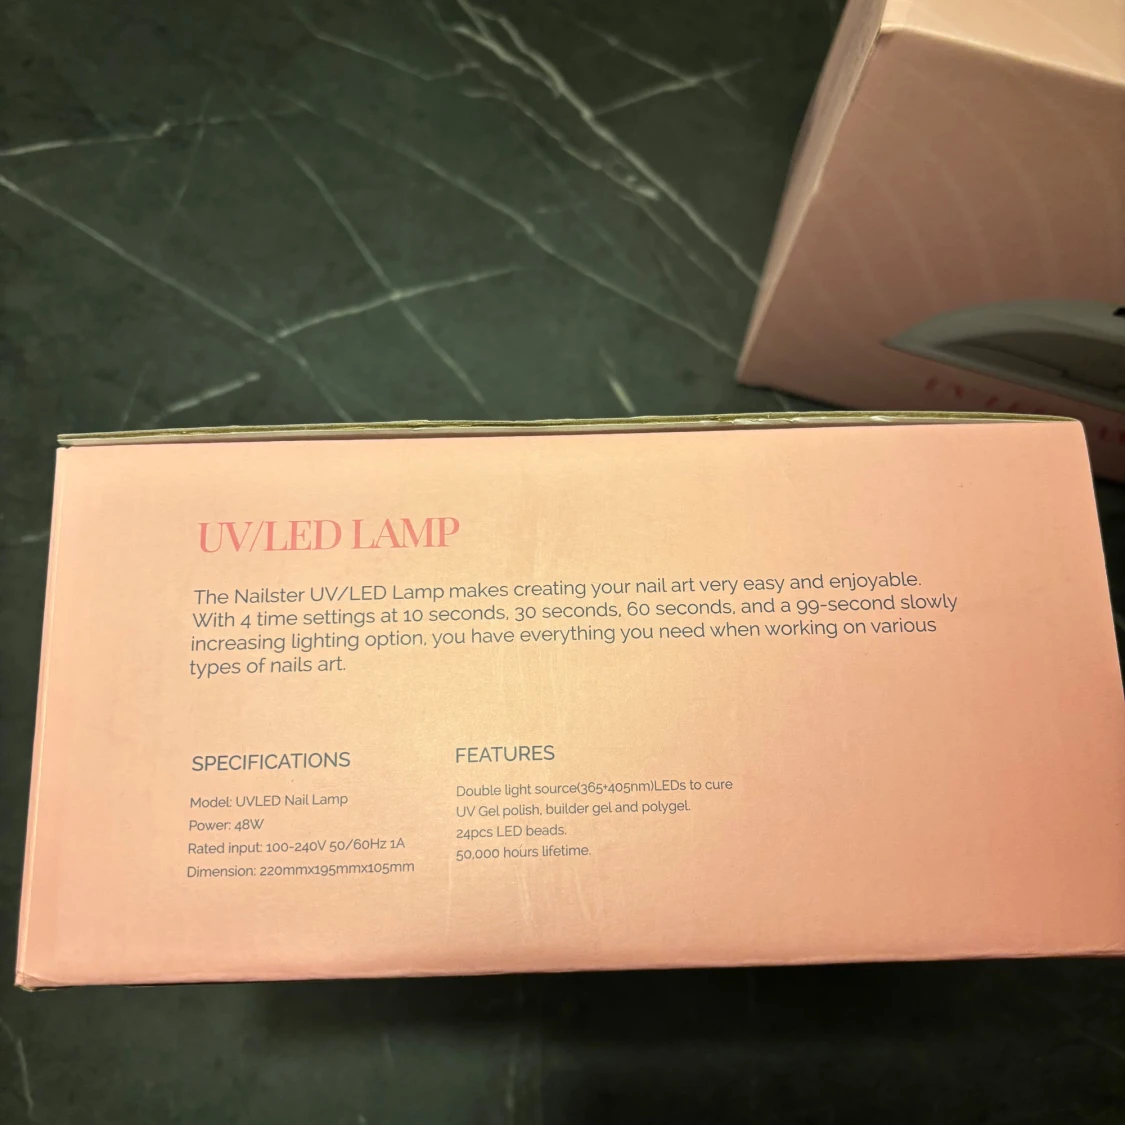 UV/LED LAMP
The Nailster UV/LED Lamp makes creating your nail art very easy and enjoyable.
With 4 time settings at 10 seconds, 30 seconds, 60 seconds, and a 99-second slowly
increasing lighting option, you have everything you need when working on various
types of nails art.
SPECIFICATIONS
Model: UVLED Nail Lamp
Power: 48W
Rated input: 100-240V 50/60Hz 1A
Dimension: 220mmx195mmx105mm
FEATURES
Double light source(365+405nm)LEDs to cure
UV Gel polish, builder gel and polygel.
24pcs LED beads.
50,000 hours lifetime.